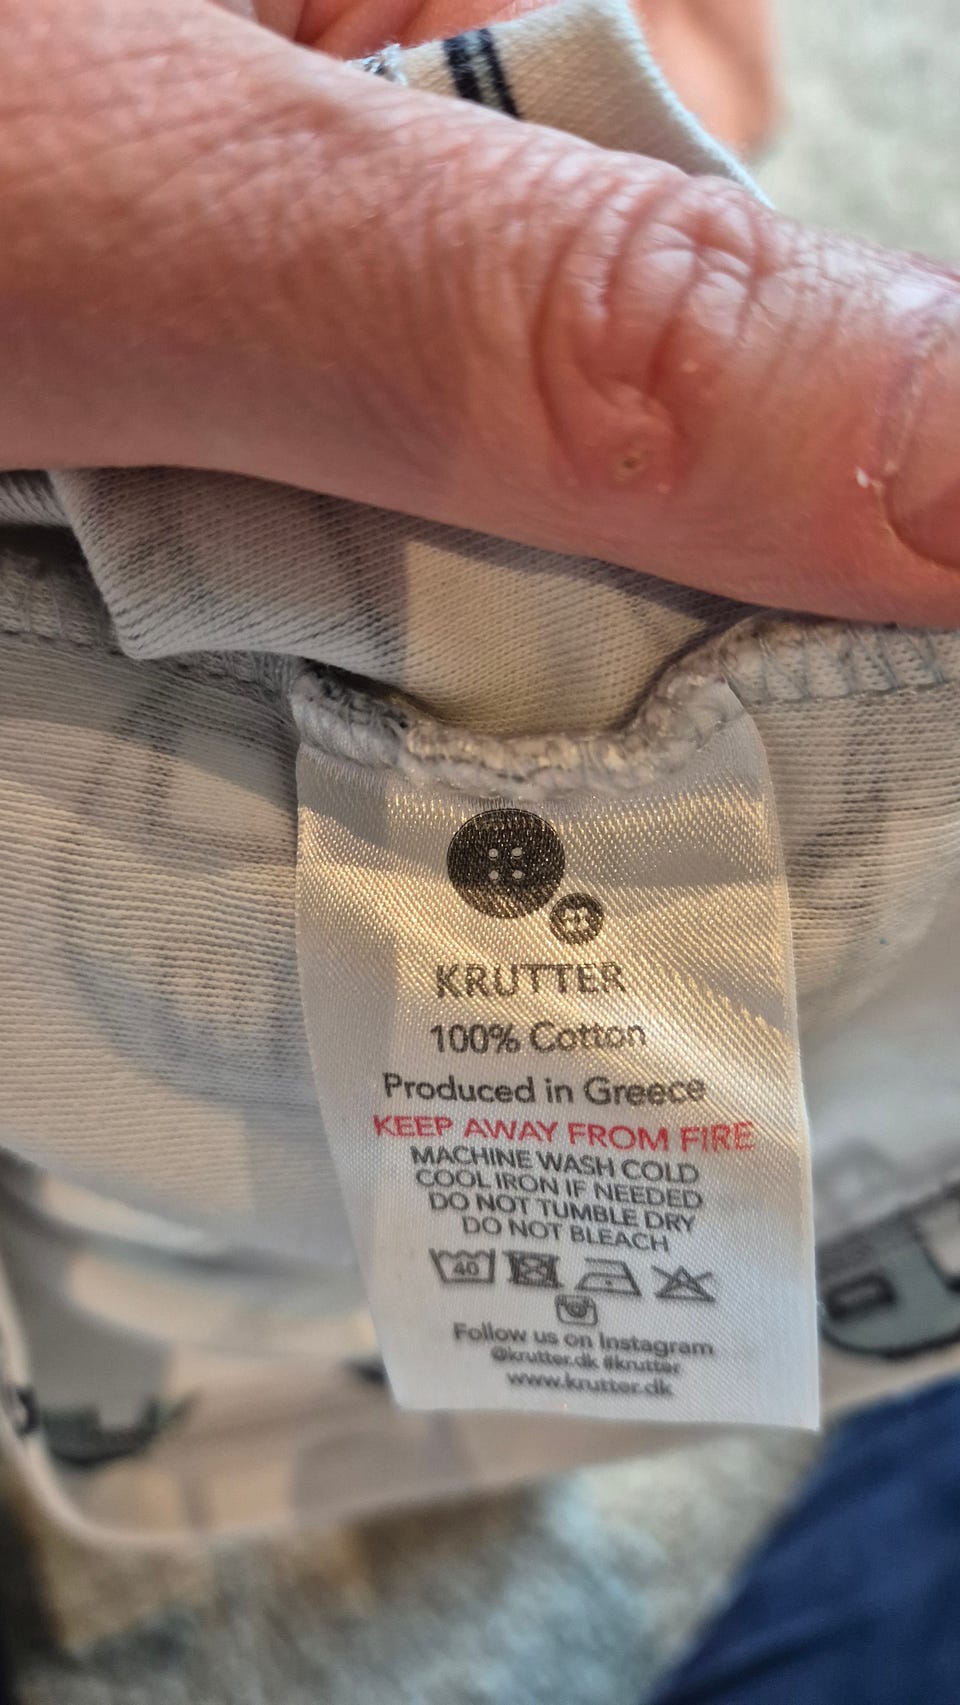 KRUTTER
100% Cotton
Produced in Greece
KEEP AWAY FROM FIRE
MACHINE WASH COLD
COOL IRON IF NEEDED
DO NOT TUMBLE DRY
DO NOT BLEACH
40
Follow us on Instagram
@krutter.dk #krutter
www.krutter.dk